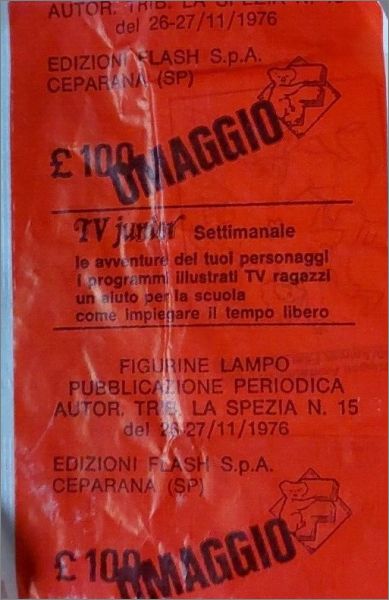 AUTOR. TRIB. LA SPEZIA N. 15
del 26-27/11/1976
EDIZIONI FLASH S.p.A.
CEPARANA (SP)
£ 100 OMAGGIO
TV junior Settimanale
le avventure dei tuoi personaggi
i programmi illustrati TV ragazzi
un aiuto per la scuola
come impiegare il tempo libero
FIGURINE LAMPO
PUBBLICAZIONE PERIODICA
AUTOR. TRIB. LA SPEZIA N. 15
del 26-27/11/1976
EDIZIONI FLASH S.p.A.
CEPARANA (SP)
£ 100 OMAGGIO